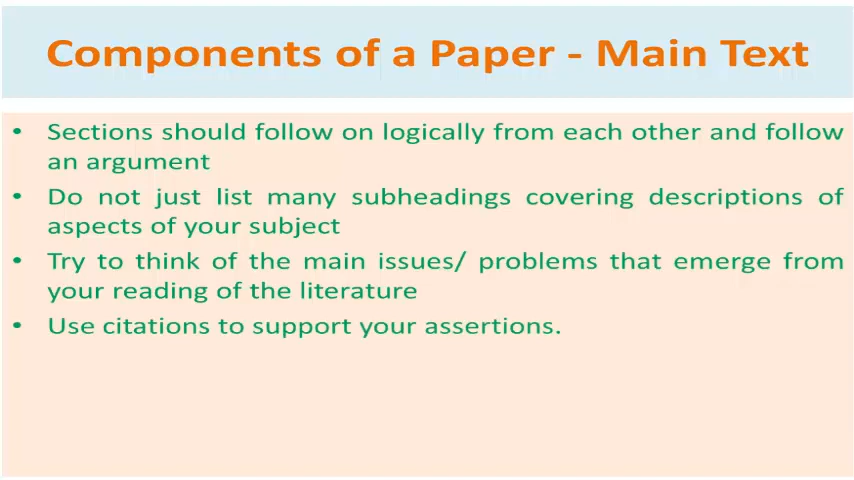 Components of a Paper - Main Text
• Sections should follow on logically from each other and follow
an argument
• Do not just list many subheadings covering descriptions of
aspects of your subject
• Try to think of the main issues/ problems that emerge from
your reading of the literature
• Use citations to support your assertions.